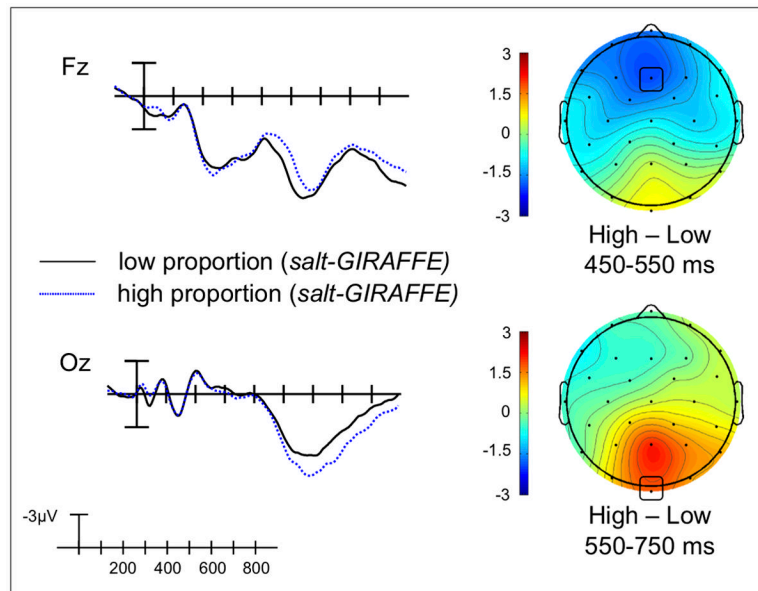 Fz
3
1.5
0
-1.5
-3
High – Low
450-550 ms
low proportion (salt-GIRAFFE)
high proportion (salt-GIRAFFE)
Oz
3
1.5
0
-1.5
-3
High – Low
550-750 ms
-3µV
200 400 600 800